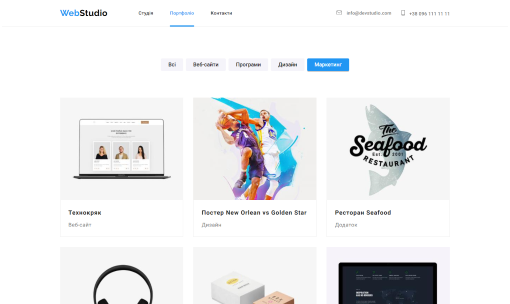 WebStudio
Студія Портфоліо Контакти
info@devstudio.com +38 096 111 11 11
Всі Веб-сайти Програми Дизайн Маркетинг
The
Seafood
Est. 2001
RESTAURANT
Технокряк
Постер New Orlean vs Golden Star
Ресторан Seafood
Веб-сайт
Дизайн
Додаток